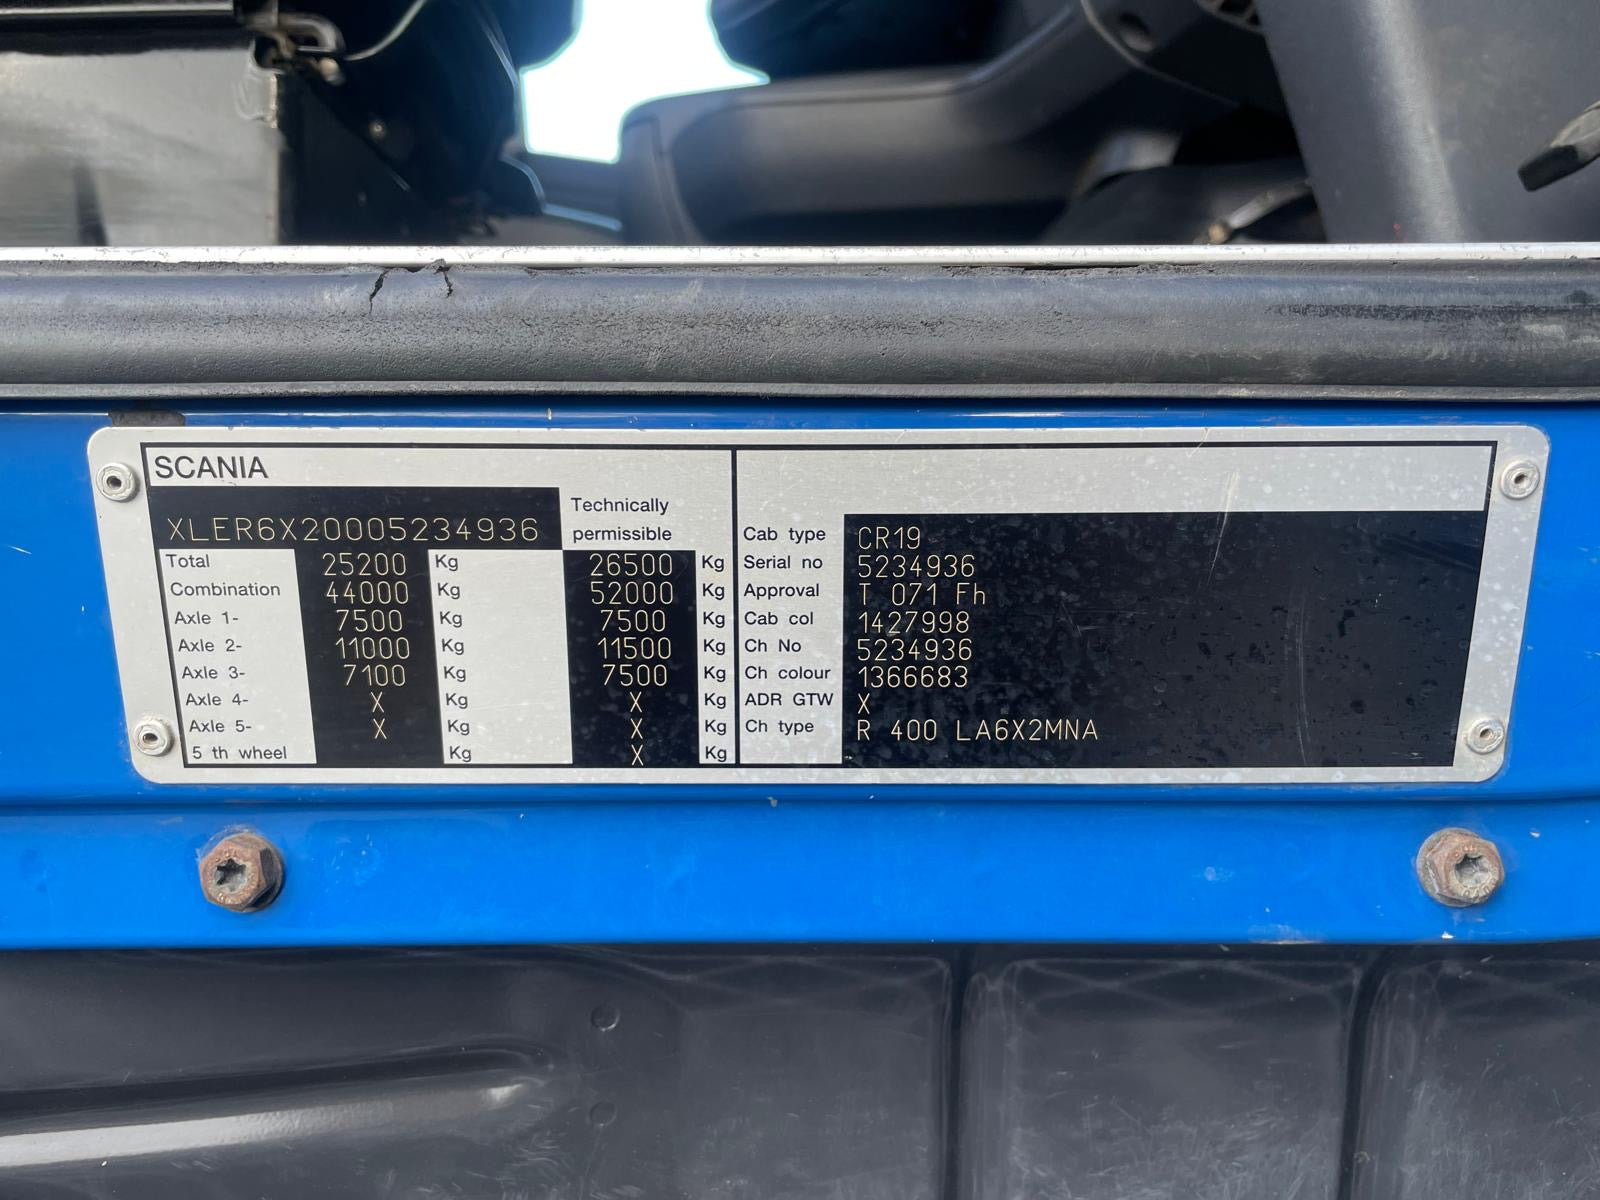 SCANIA
XLER6X20005234936
Technically
permissible
Total 25200 Kg 26500 Kg
Combination 44000 Kg 52000 Kg
Axle 1- 7500 Kg 7500 Kg
Axle 2- 11000 Kg 11500 Kg
Axle 3- 7100 Kg 7500 Kg
Axle 4- X Kg X Kg
Axle 5- X Kg X Kg
5 th wheel Kg X Kg
Cab type CR19
Serial no 5234936
Approval T 071 Fh
Cab col 1427998
Ch No 5234936
Ch colour 1366683
ADR GTW X
Ch type R 400 LA6X2MNA